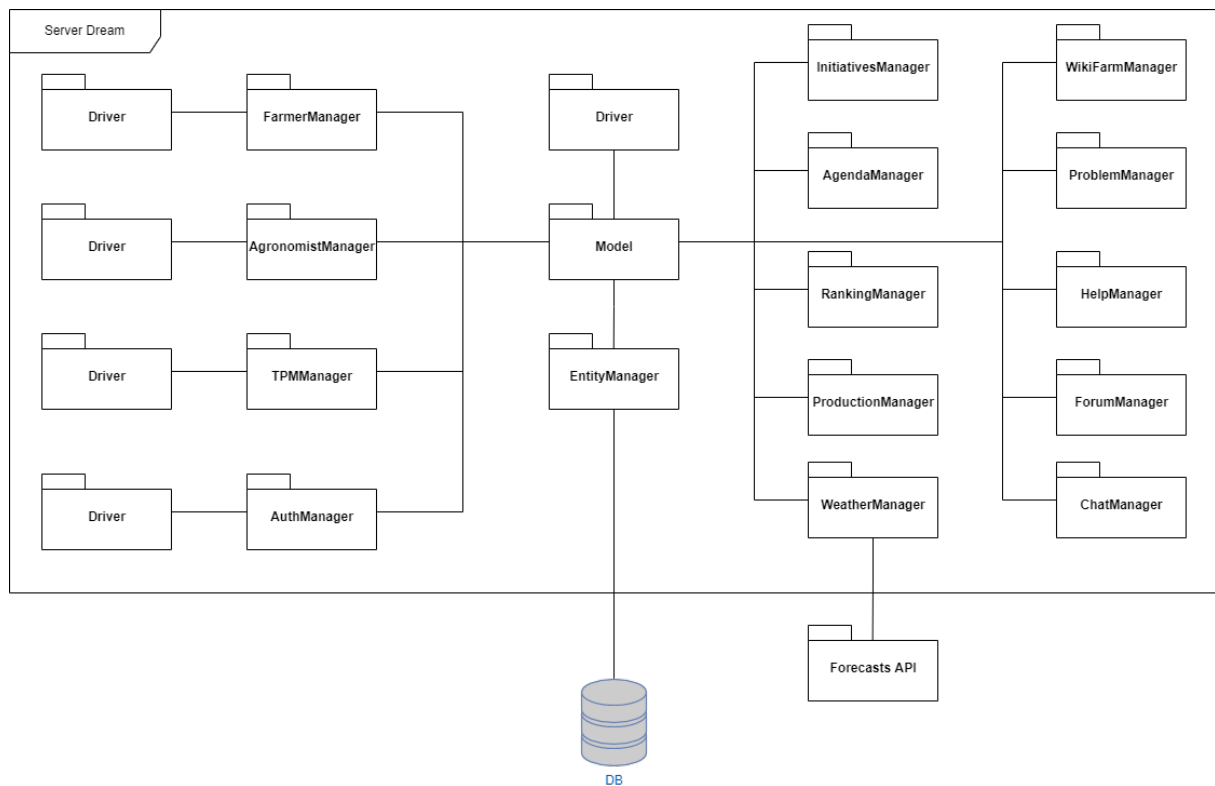 Server Dream
InitiativesManager
WikiFarmManager
Driver
FarmerManager
Driver
AgendaManager
ProblemManager
Driver
AgronomistManager
Model
RankingManager
HelpManager
Driver
TPMManager
EntityManager
ProductionManager
ForumManager
Driver
AuthManager
WeatherManager
ChatManager
Forecasts API
DB